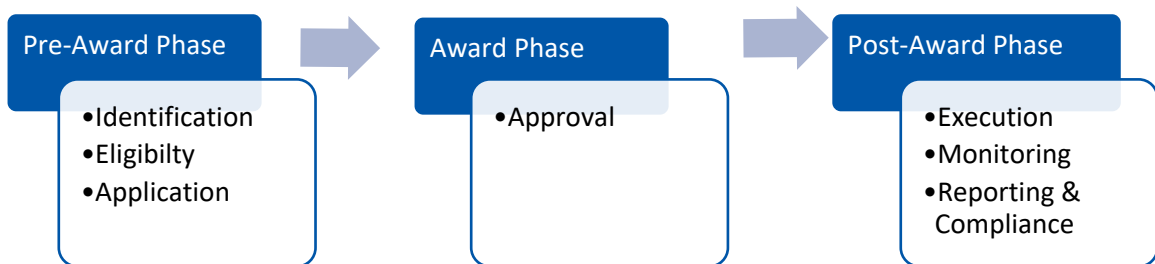 Pre-Award Phase
•Identification
•Eligibilty
•Application
Award Phase
•Approval
Post-Award Phase
•Execution
•Monitoring
•Reporting &
Compliance